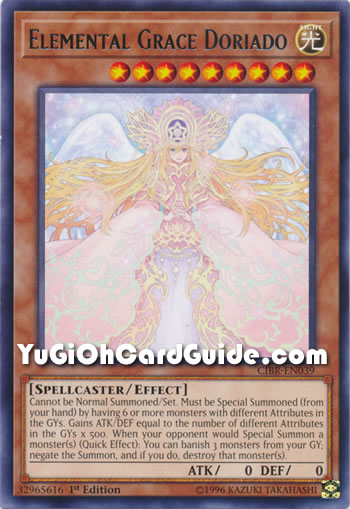 ELEMENTAL GRACE DORIADO
LIGHT
光
YuGiOhCardGuide.com
CIBR-EN039
[SPELLCASTER/EFFECT]
Cannot be Normal Summoned/Set. Must be Special Summoned (from
your hand) by having 6 or more monsters with different Attributes in
the GYs. Gains ATK/DEF equal to the number of different Attributes
in the GYs x 500. When your opponent would Special Summon a
monster(s) (Quick Effect): You can banish 3 monsters from your GY;
negate the Summon, and if you do, destroy that monster(s).
ATK/ 0 DEF/ 0
32965616 1st Edition ©1996 KAZUKI TAKAHASHI